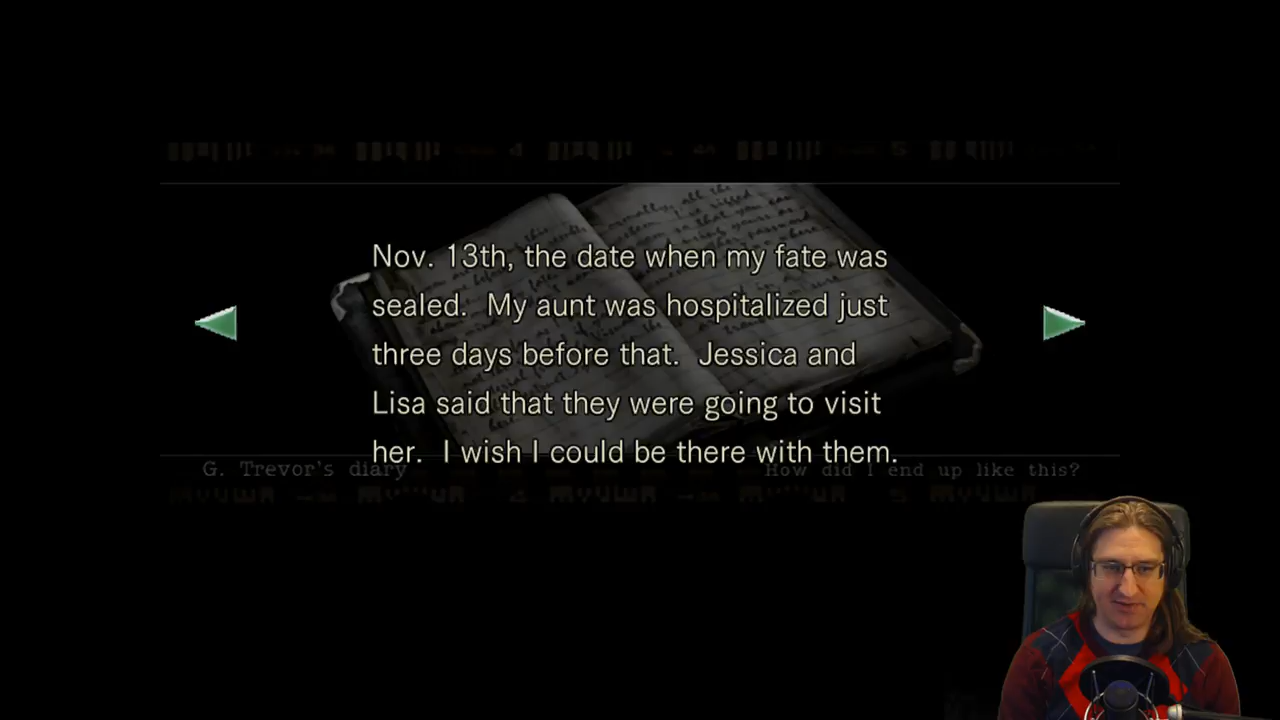 Nov. 13th, the date when my fate was
sealed. My aunt was hospitalized just
three days before that. Jessica and
Lisa said that they were going to visit
her. I wish I could be there with them.
G. Trevor's diary
How did I end up like this?